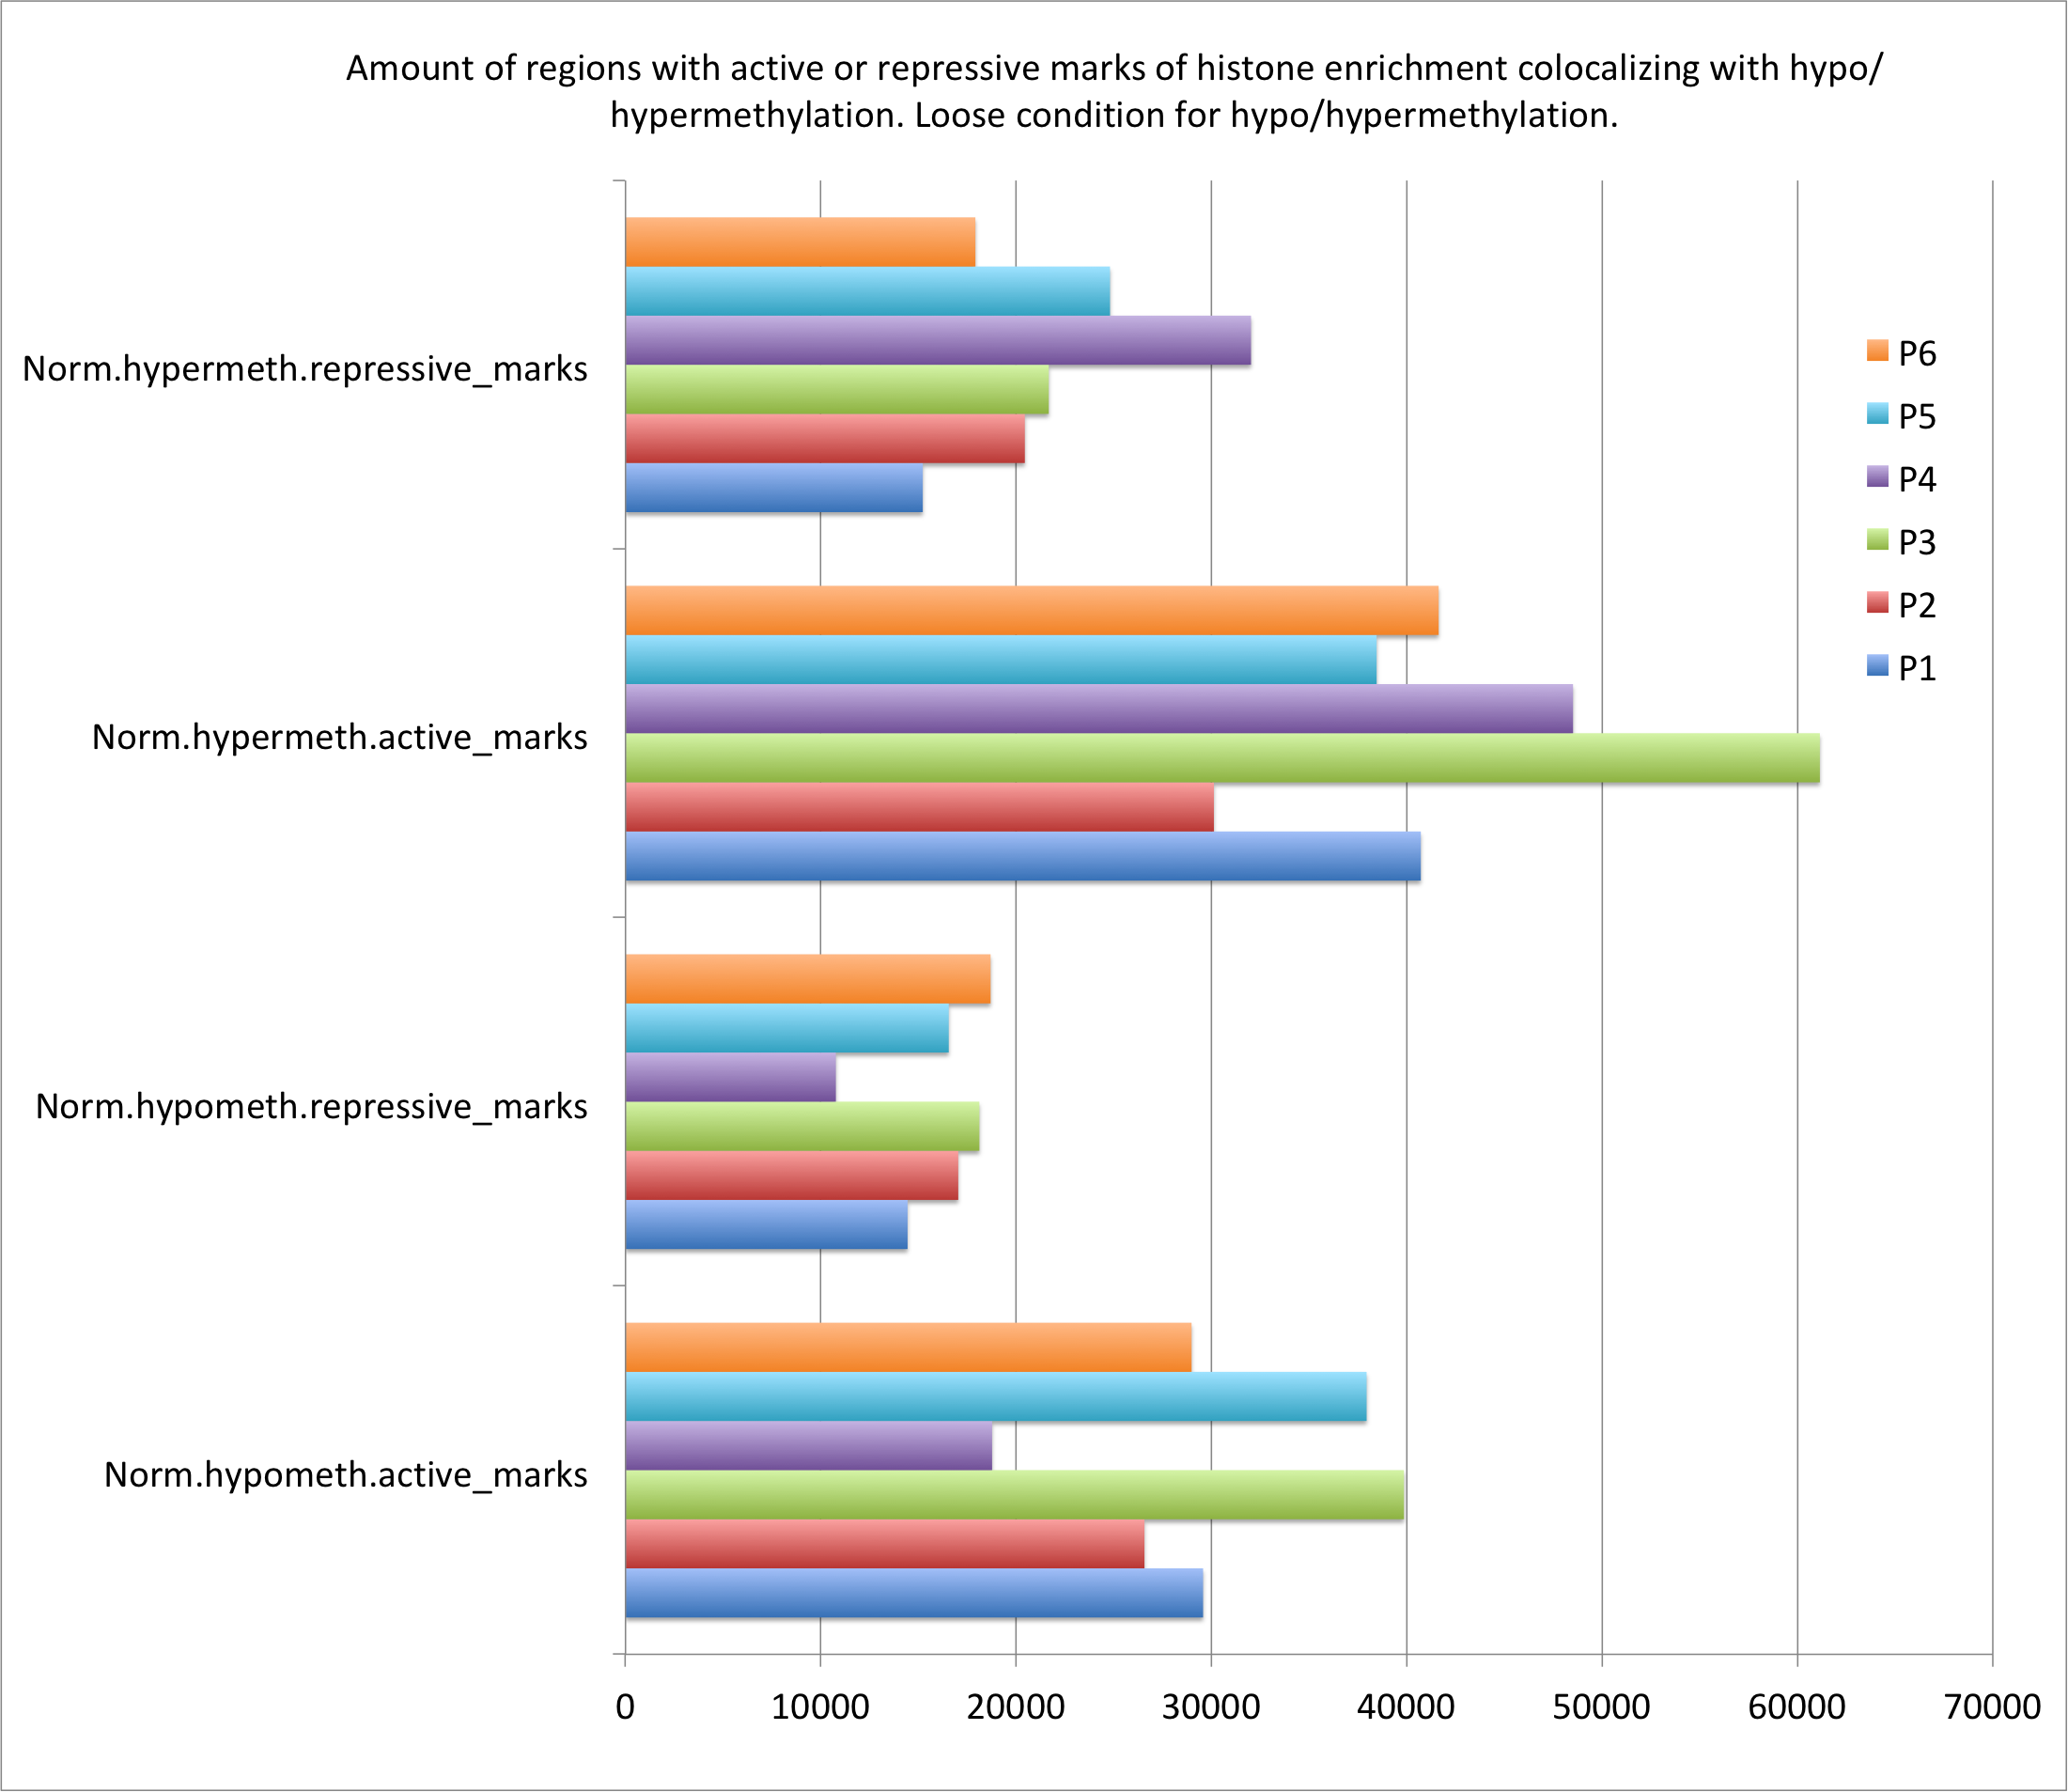 Amount of regions with active or repressive marks of histone enrichment colocalizing with hypo/
hypermethylation. Loose condition for hypo/hypermethylation.
Norm.hypermeth.repressive_marks
Norm.hypermeth.active_marks
Norm.hypometh.repressive_marks
Norm.hypometh.active_marks
P6
P5
P4
P3
P2
P1
0 10000 20000 30000 40000 50000 60000 70000